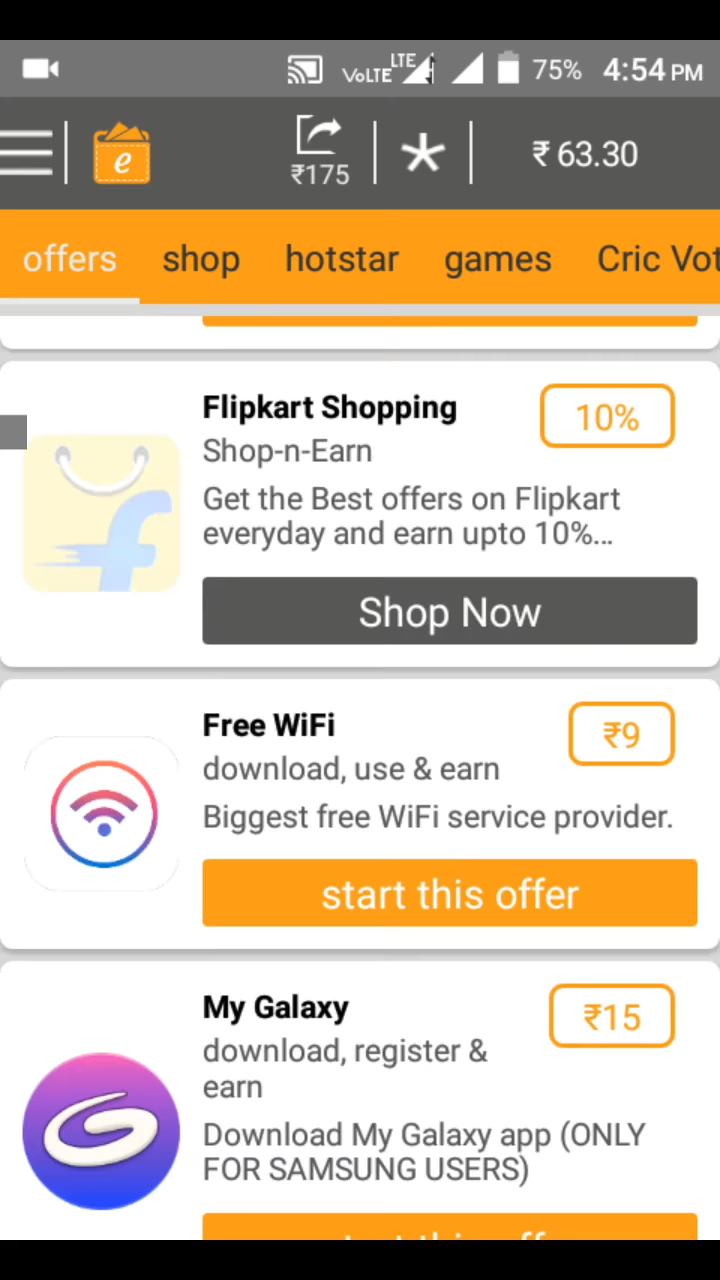 VoLTE LTE 75% 4:54 PM
e ₹175 ₹ 63.30
offers shop hotstar games Cric Vot
Flipkart Shopping 10%
Shop-n-Earn
Get the Best offers on Flipkart
everyday and earn upto 10%...
Shop Now
Free WiFi ₹9
download, use & earn
Biggest free WiFi service provider.
start this offer
My Galaxy ₹15
download, register &
earn
Download My Galaxy app (ONLY
FOR SAMSUNG USERS)